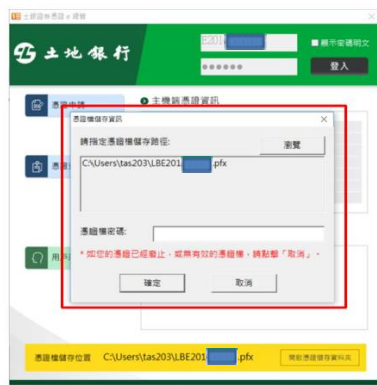 土銀證券憑證 e 總管
土地銀行
E201
顯示密碼明文
登入
憑證申請
主機端憑證資訊
憑證檔儲存資訊
請指定憑證檔儲存路徑:
瀏覽
C:\Users\tas203\LBE201 .pfx
憑證檔密碼:
* 如您的憑證已經廢止，或無有效的憑證檔，請點擊「取消」。
確定
取消
憑證檔儲存位置 C:\Users\tas203\LBE201 .pfx
開啟憑證儲存資料夾